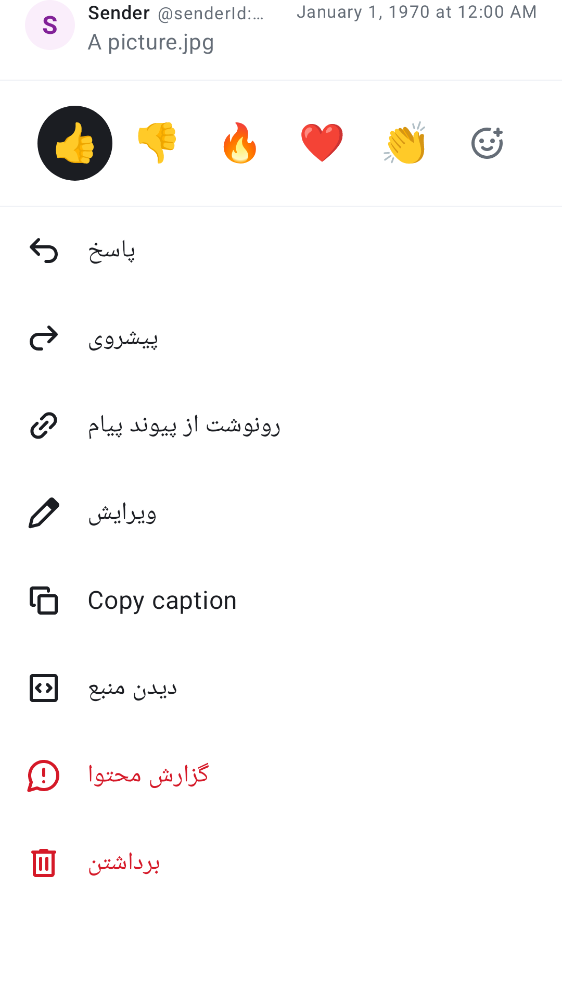 S
Sender @senderId:… January 1, 1970 at 12:00 AM
A picture.jpg
پاسخ
پیشروی
رونوشت از پیوند پیام
ویرایش
Copy caption
دیدن منبع
گزارش محتوا
برداشتن